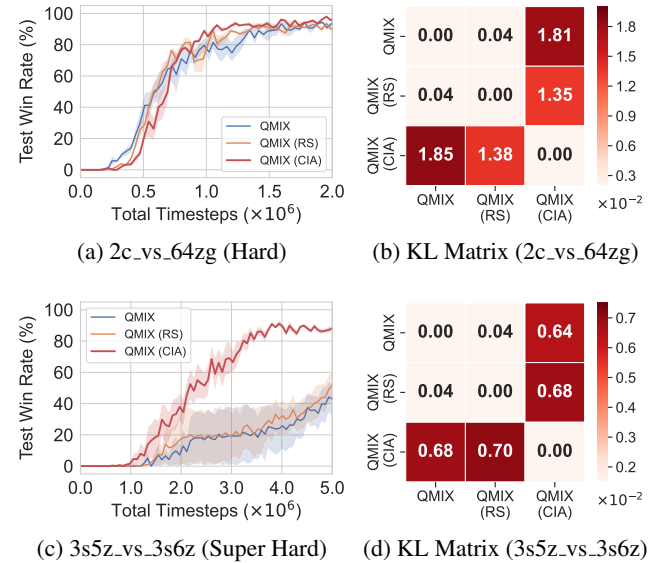 100
80
60
40
20
0
Test Win Rate (%)
QMIX
QMIX (RS)
QMIX (CIA)
0.0 0.5 1.0 1.5 2.0
Total Timesteps (×10⁶)
(a) 2c_vs_64zg (Hard)
QMIX
QMIX (RS)
QMIX (CIA)
0.00 0.04 1.81
0.04 0.00 1.35
1.85 1.38 0.00
QMIX QMIX (RS) QMIX (CIA)
1.8
1.5
1.2
0.9
0.6
0.3
×10⁻²
(b) KL Matrix (2c_vs_64zg)
100
80
60
40
20
0
Test Win Rate (%)
QMIX
QMIX (RS)
QMIX (CIA)
0.0 1.0 2.0 3.0 4.0 5.0
Total Timesteps (×10⁶)
(c) 3s5z_vs_3s6z (Super Hard)
QMIX
QMIX (RS)
QMIX (CIA)
0.00 0.04 0.64
0.04 0.00 0.68
0.68 0.70 0.00
QMIX QMIX (RS) QMIX (CIA)
0.7
0.6
0.5
0.4
0.3
0.2
×10⁻²
(d) KL Matrix (3s5z_vs_3s6z)